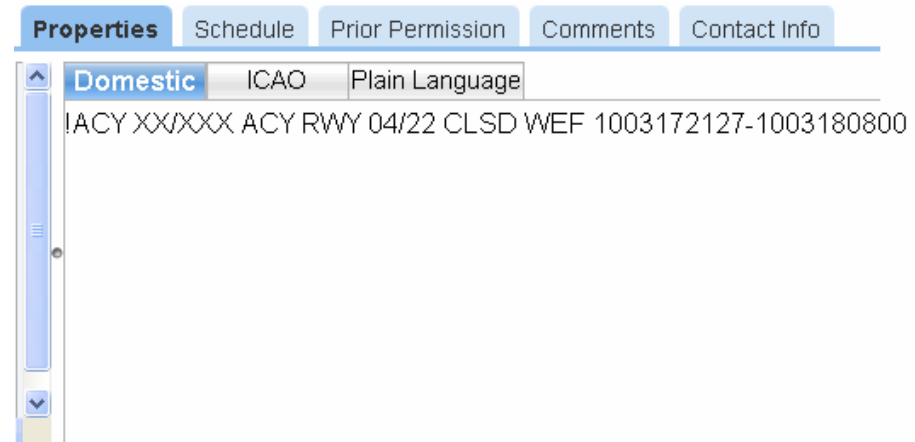 Properties Schedule Prior Permission Comments Contact Info
Domestic ICAO Plain Language
!ACY XX/XXX ACY RWY 04/22 CLSD WEF 1003172127-1003180800